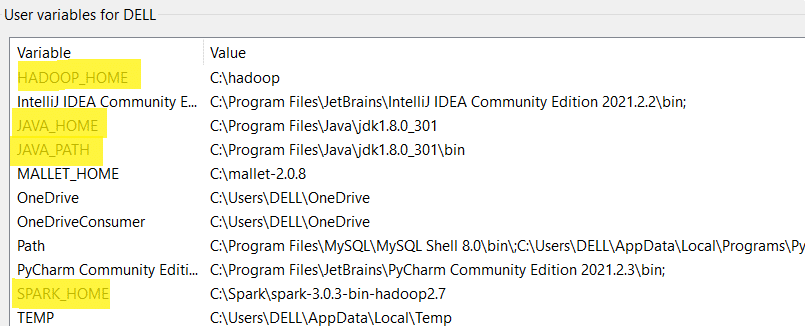 User variables for DELL
Variable Value
HADOOP_HOME C:\hadoop
IntelliJ IDEA Community E... C:\Program Files\JetBrains\IntelliJ IDEA Community Edition 2021.2.2\bin;
JAVA_HOME C:\Program Files\Java\jdk1.8.0_301
JAVA_PATH C:\Program Files\Java\jdk1.8.0_301\bin
MALLET_HOME C:\mallet-2.0.8
OneDrive C:\Users\DELL\OneDrive
OneDriveConsumer C:\Users\DELL\OneDrive
Path C:\Program Files\MySQL\MySQL Shell 8.0\bin\;C:\Users\DELL\AppData\Local\Programs\Py
PyCharm Community Editi... C:\Program Files\JetBrains\PyCharm Community Edition 2021.2.3\bin;
SPARK_HOME C:\Spark\spark-3.0.3-bin-hadoop2.7
TEMP C:\Users\DELL\AppData\Local\Temp